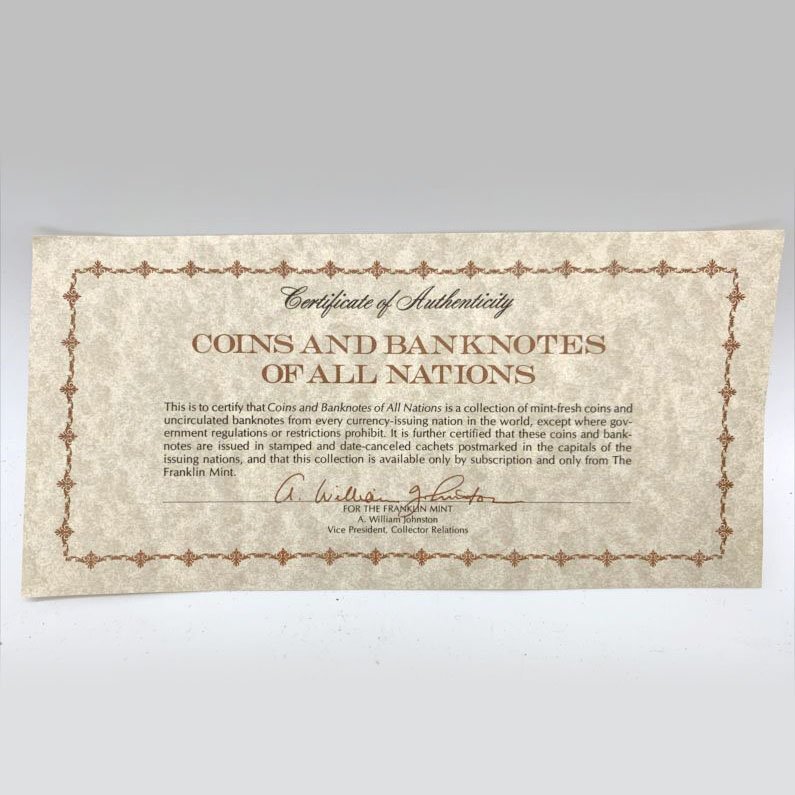 Certificate of Authenticity
COINS AND BANKNOTES
OF ALL NATIONS
This is to certify that Coins and Banknotes of All Nations is a collection of mint-fresh coins and
uncirculated banknotes from every currency-issuing nation in the world, except where gov-
ernment regulations or restrictions prohibit. It is further certified that these coins and bank-
notes are issued in stamped and date-canceled cachets postmarked in the capitals of the
issuing nations, and that this collection is available only by subscription and only from The
Franklin Mint.
A. William Johnston
FOR THE FRANKLIN MINT
A. William Johnston
Vice President, Collector Relations